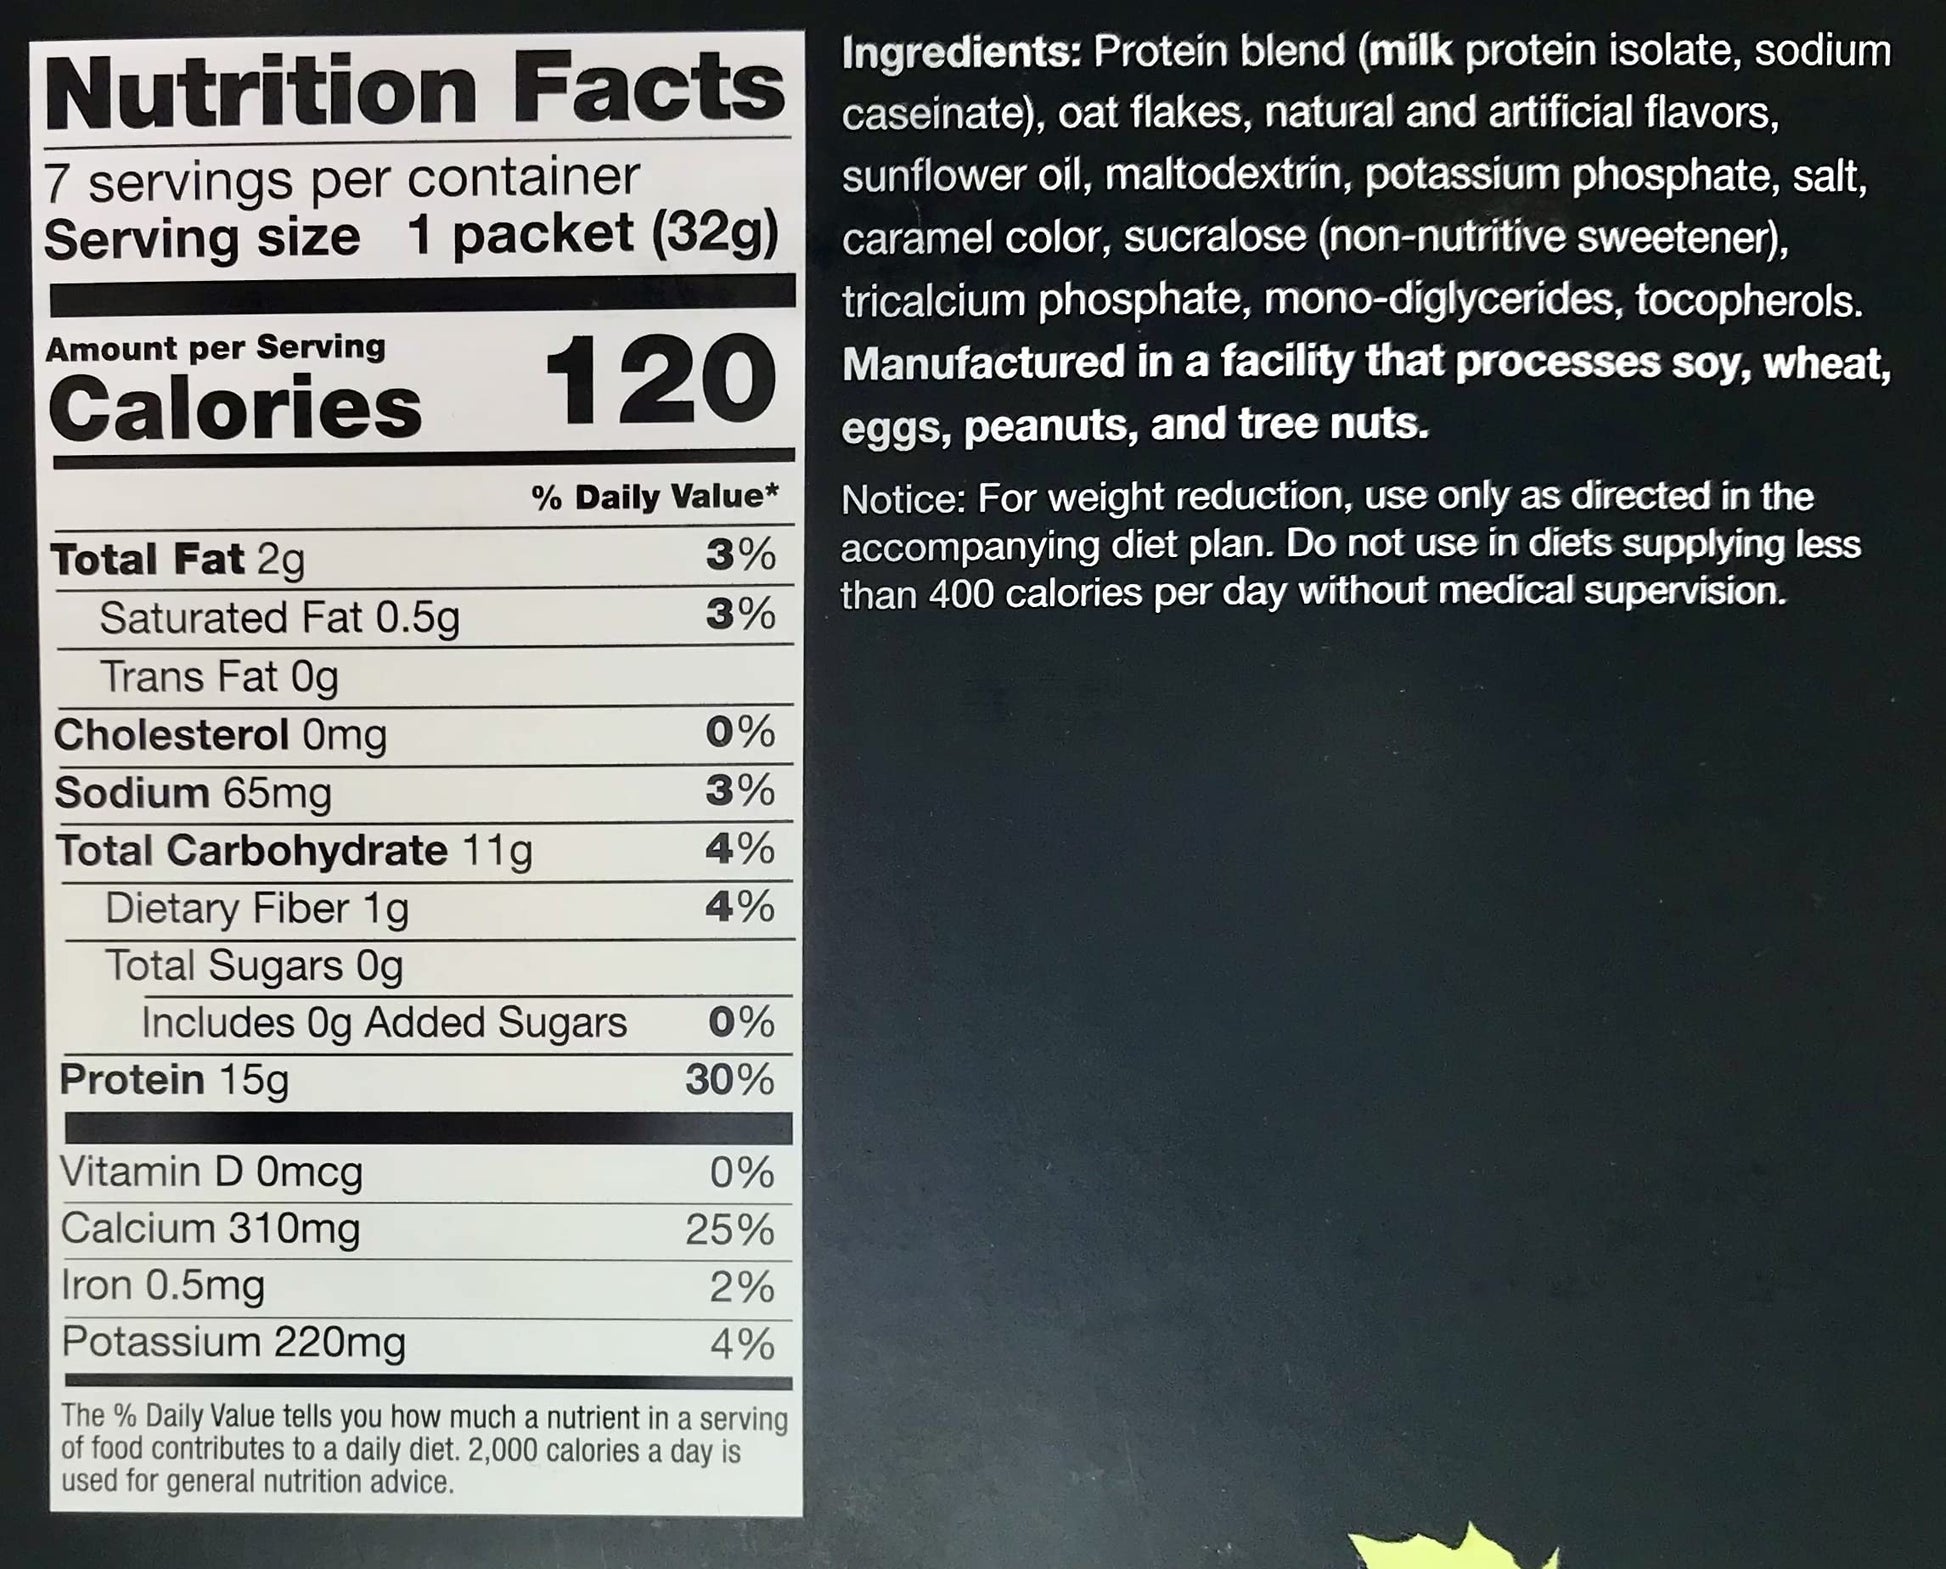 Nutrition Facts
7 servings per container
Serving size 1 packet (32g)
Amount per Serving
Calories 120
% Daily Value*
Total Fat 2g 3%
Saturated Fat 0.5g 3%
Trans Fat 0g
Cholesterol 0mg 0%
Sodium 65mg 3%
Total Carbohydrate 11g 4%
Dietary Fiber 1g 4%
Total Sugars 0g
Includes 0g Added Sugars 0%
Protein 15g 30%
Vitamin D 0mcg 0%
Calcium 310mg 25%
Iron 0.5mg 2%
Potassium 220mg 4%
The % Daily Value tells you how much a nutrient in a serving
of food contributes to a daily diet. 2,000 calories a day is
used for general nutrition advice.
Ingredients: Protein blend (milk protein isolate, sodium
caseinate), oat flakes, natural and artificial flavors,
sunflower oil, maltodextrin, potassium phosphate, salt,
caramel color, sucralose (non-nutritive sweetener),
tricalcium phosphate, mono-diglycerides, tocopherols.
Manufactured in a facility that processes soy, wheat,
eggs, peanuts, and tree nuts.
Notice: For weight reduction, use only as directed in the
accompanying diet plan. Do not use in diets supplying less
than 400 calories per day without medical supervision.